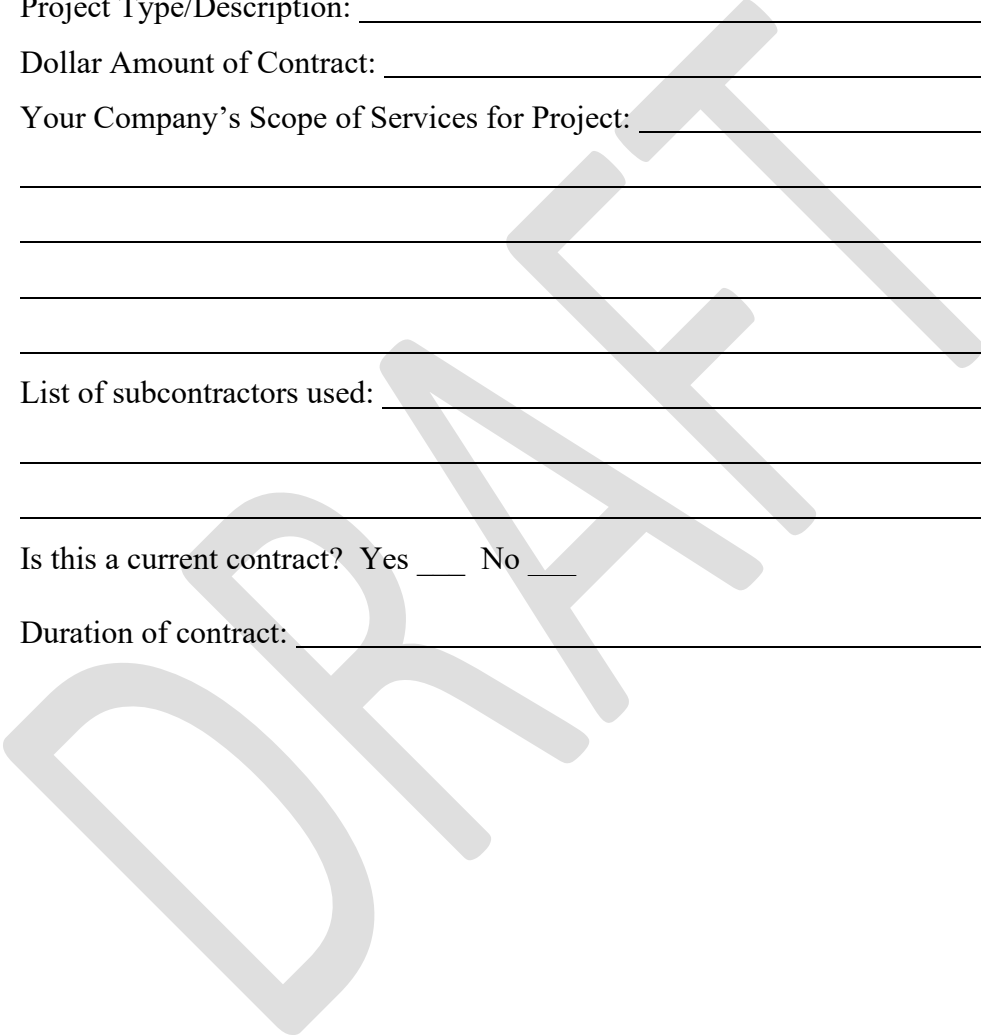 Project Type/Description:
Dollar Amount of Contract:
Your Company’s Scope of Services for Project:
List of subcontractors used:
Is this a current contract? Yes ___ No ___
Duration of contract:
DRAFT